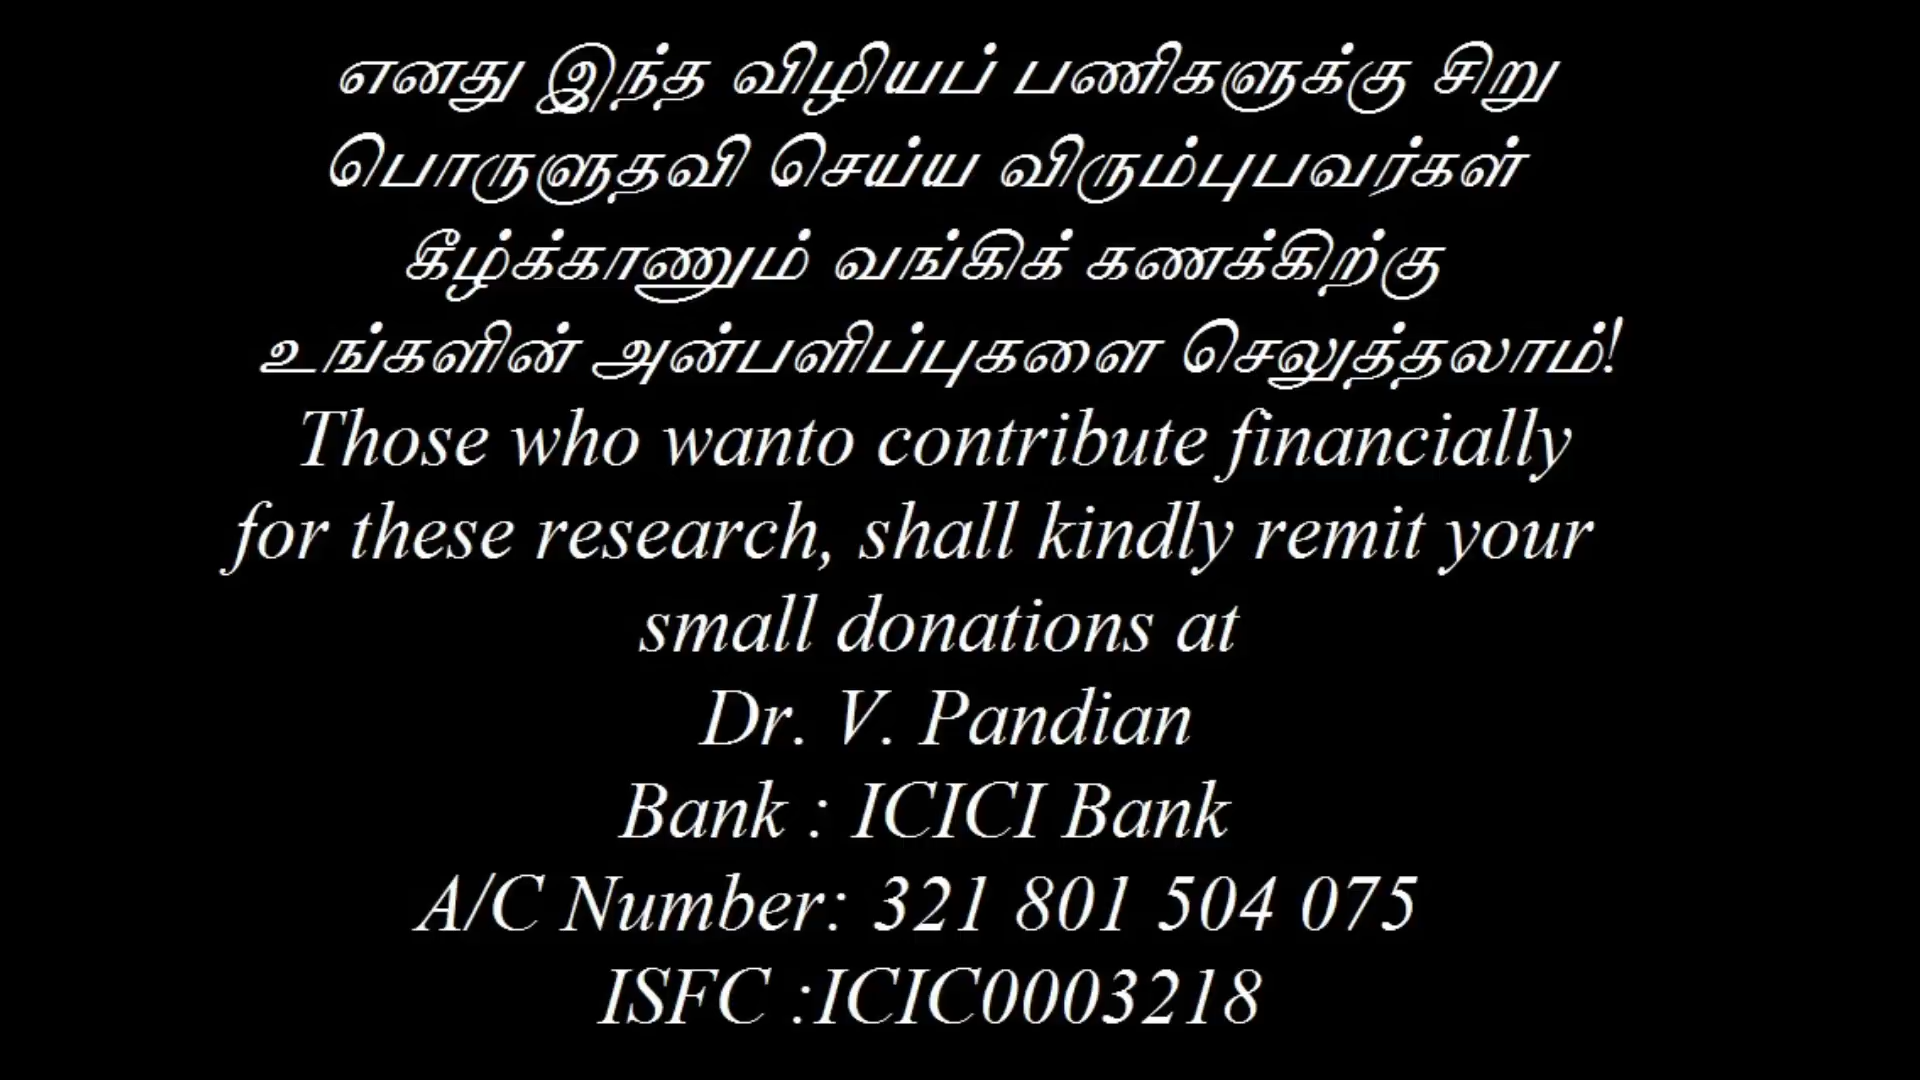 எனது இந்த விழியப் பணிகளுக்கு சிறு
பொருளுதவி செய்ய விரும்புபவர்கள்
கீழ்க்காணும் வங்கிக் கணக்கிற்கு
உங்களின் அன்பளிப்புகளை செலுத்தலாம்!
Those who wanto contribute financially
for these research, shall kindly remit your
small donations at
Dr. V. Pandian
Bank : ICICI Bank
A/C Number: 321 801 504 075
ISFC :ICIC0003218